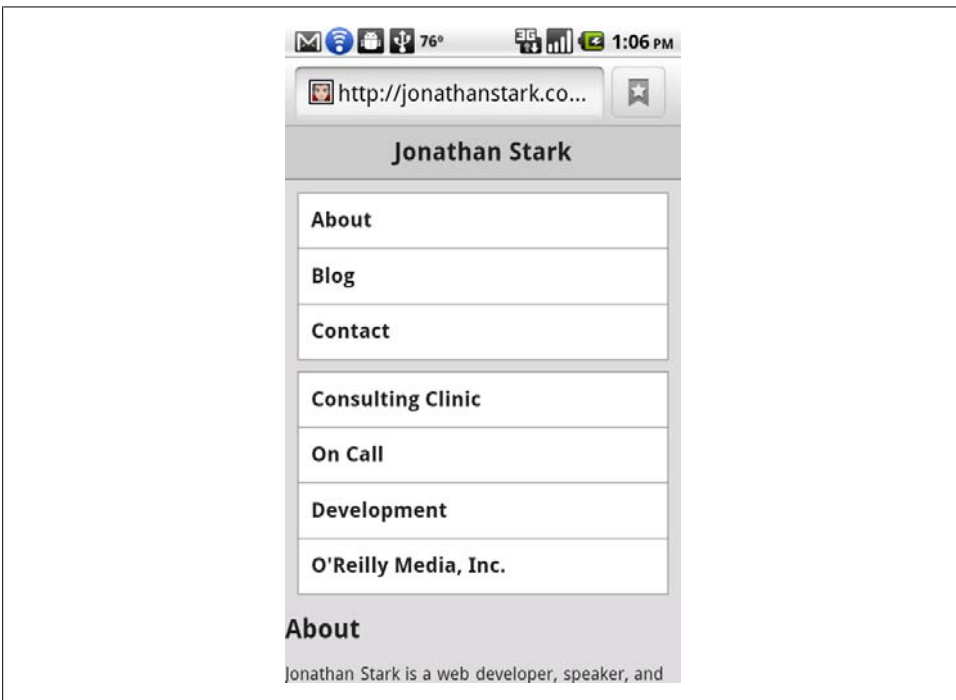 76° 3G 1:06 PM
http://jonathanstark.co...
Jonathan Stark
About
Blog
Contact
Consulting Clinic
On Call
Development
O'Reilly Media, Inc.
About
Jonathan Stark is a web developer, speaker, and